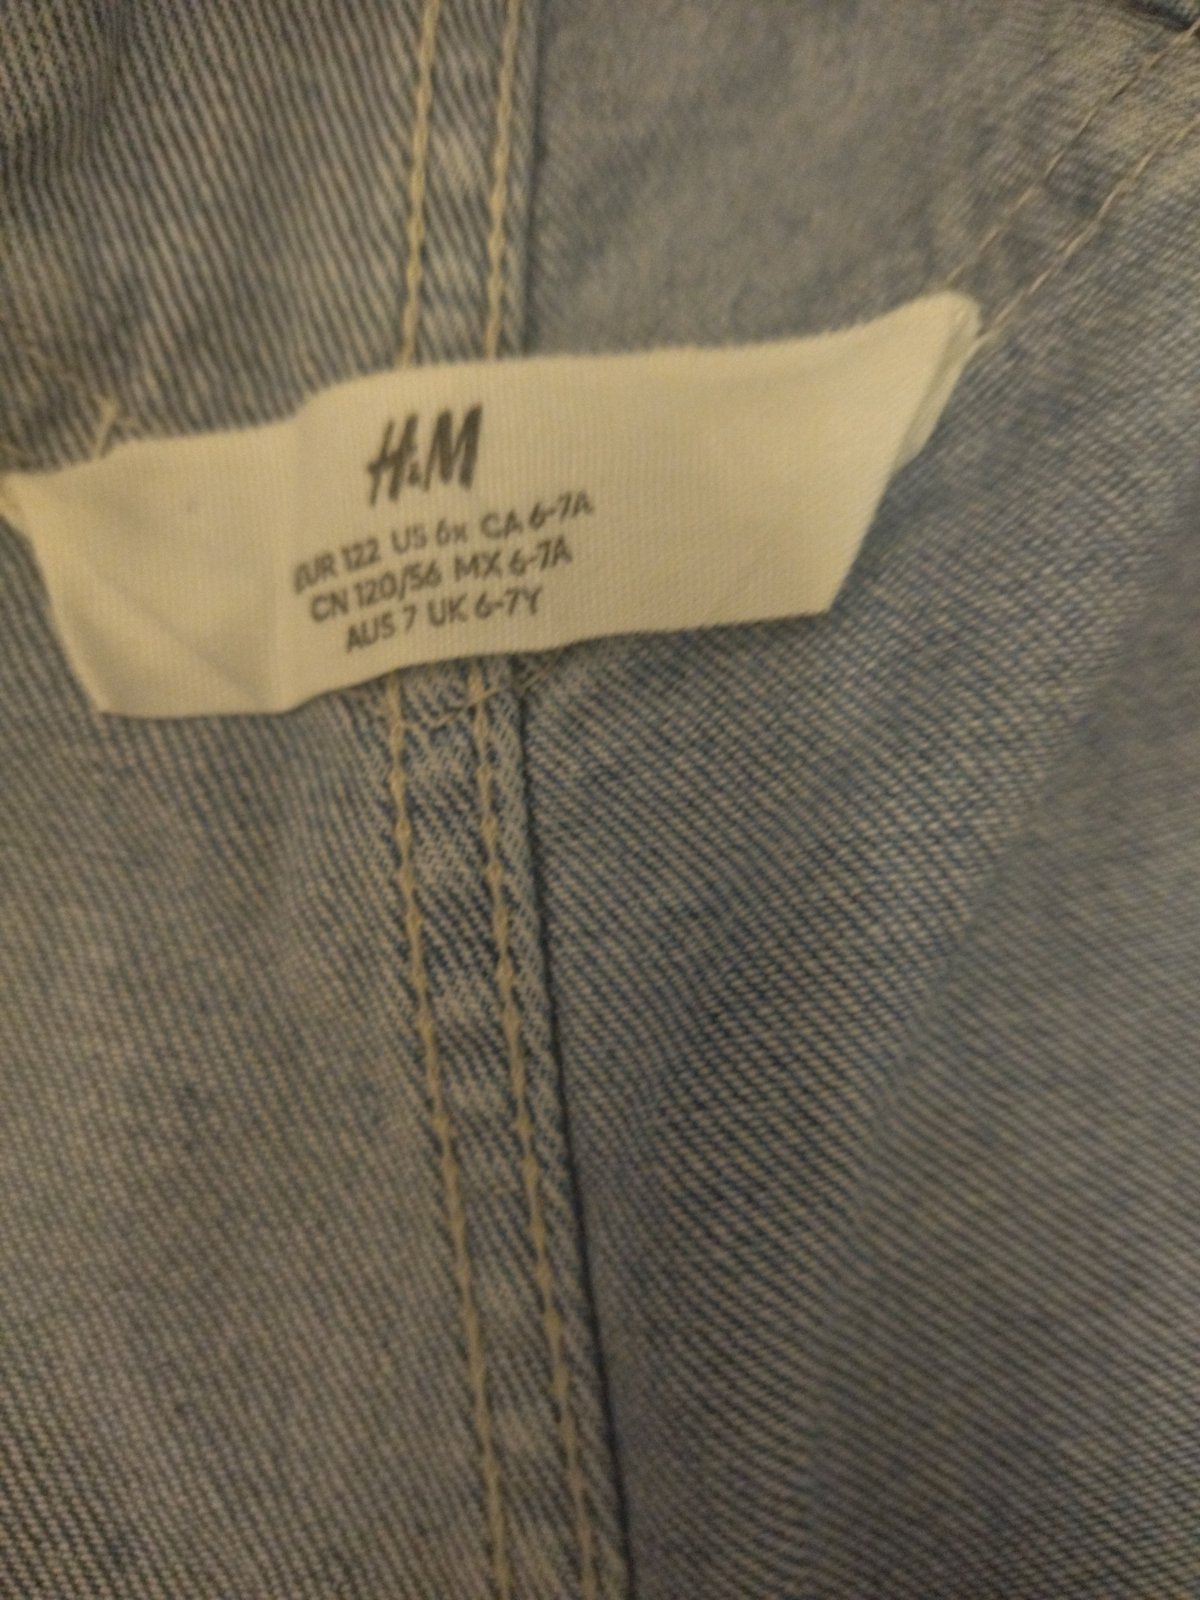 H&M
EUR 122 US 6x CA 6-7A
CN 120/56 MX 6-7A
AUS 7 UK 6-7Y